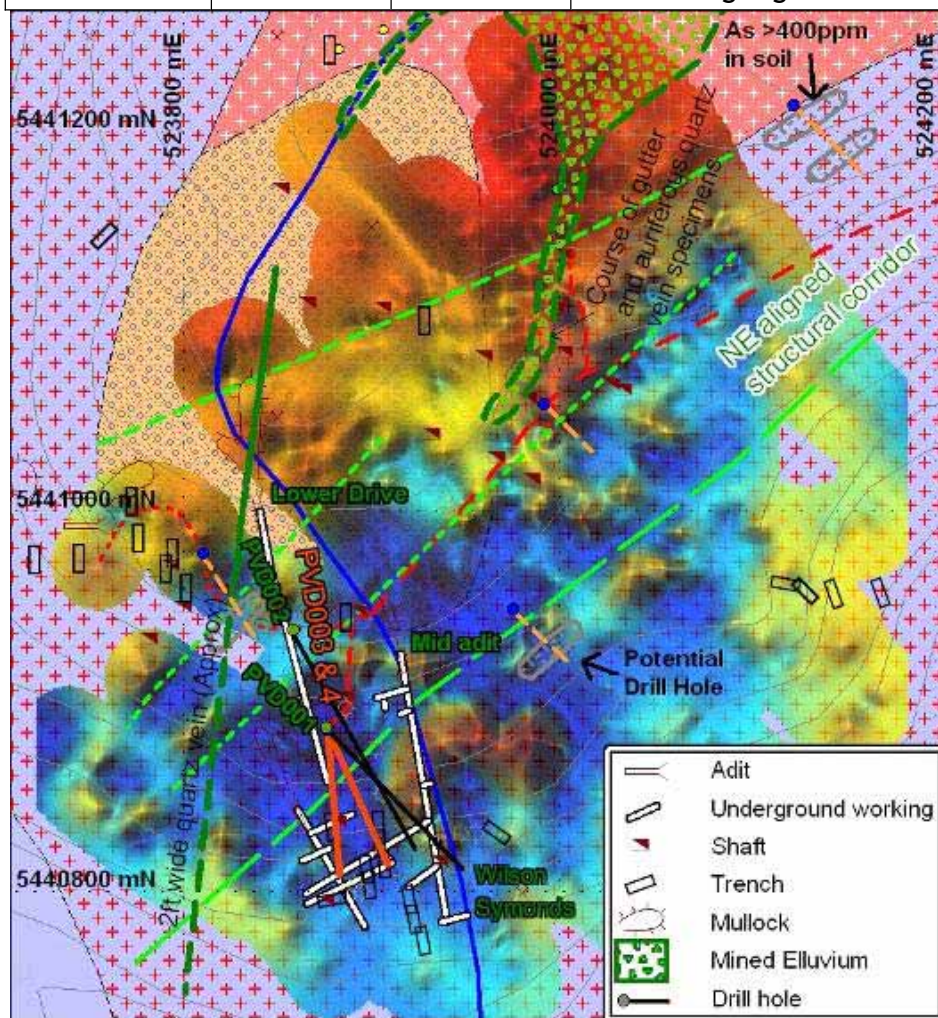 As >400ppm
in soil
523800 mE
524000 mE
524200 mE
5441200 mN
Course of gutter
and auriferous quartz
vein specimens
NE aligned
structural corridor
5441000 mN
Lower Drive
PVD002
PVD003 & 4
Mid adit
PVD001
Potential
Drill Hole
2ft wide quartz vein (Approx)
5440800 mN
Wilson
Symonds
Adit
Underground working
Shaft
Trench
Mullock
Mined Elluvium
Drill hole